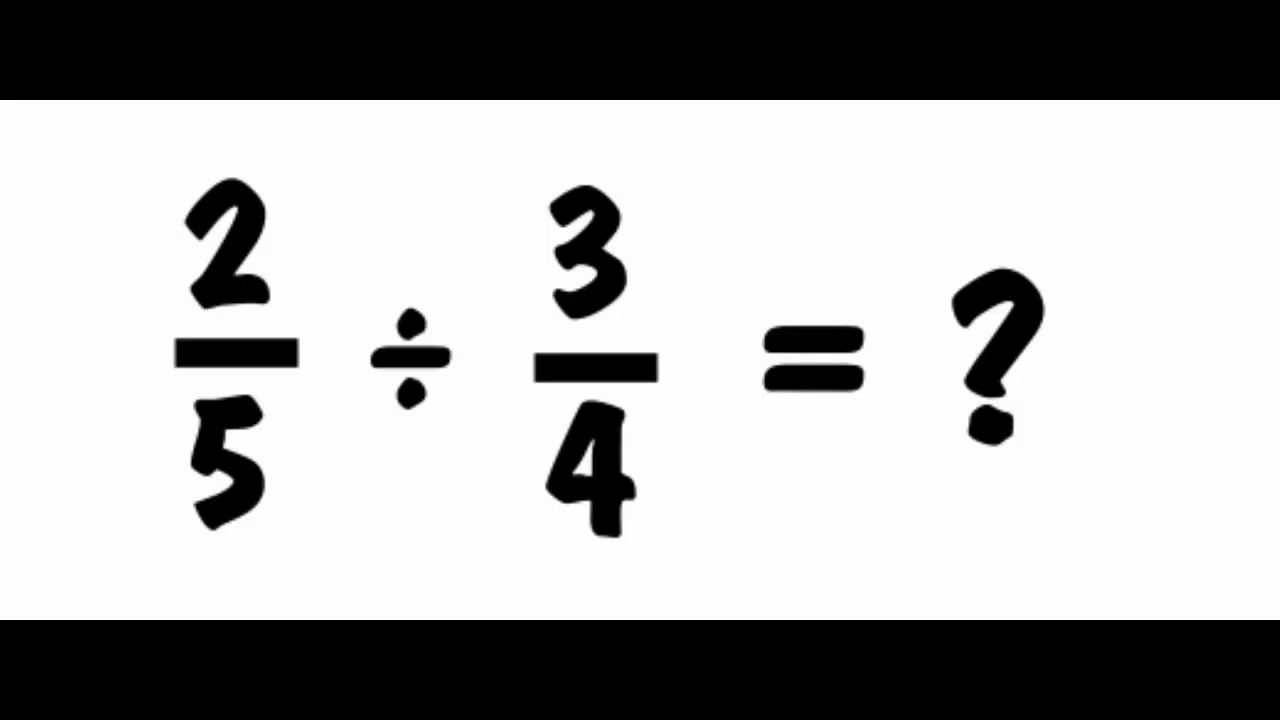 2/5 ÷ 3/4 = ?